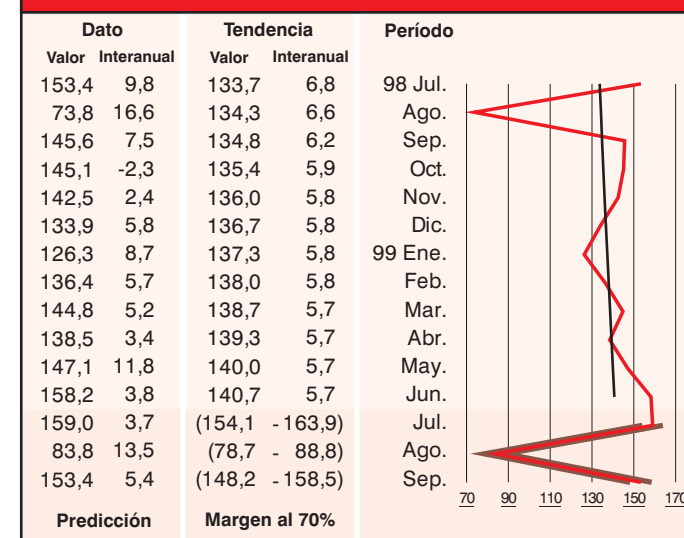 Dato Tendencia Período
Valor Interanual Valor Interanual
153,4 9,8 133,7 6,8 98 Jul.
73,8 16,6 134,3 6,6 Ago.
145,6 7,5 134,8 6,2 Sep.
145,1 -2,3 135,4 5,9 Oct.
142,5 2,4 136,0 5,8 Nov.
133,9 5,8 136,7 5,8 Dic.
126,3 8,7 137,3 5,8 99 Ene.
136,4 5,7 138,0 5,8 Feb.
144,8 5,2 138,7 5,7 Mar.
138,5 3,4 139,3 5,7 Abr.
147,1 11,8 140,0 5,7 May.
158,2 3,8 140,7 5,7 Jun.
159,0 3,7 (154,1 - 163,9) Jul.
83,8 13,5 (78,7 - 88,8) Ago.
153,4 5,4 (148,2 - 158,5) Sep.
70 90 110 130 150 170
Predicción Margen al 70%